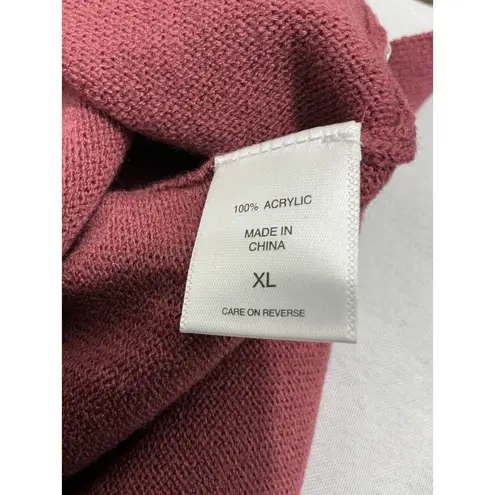 100% ACRYLIC
MADE IN
CHINA
XL
CARE ON REVERSE